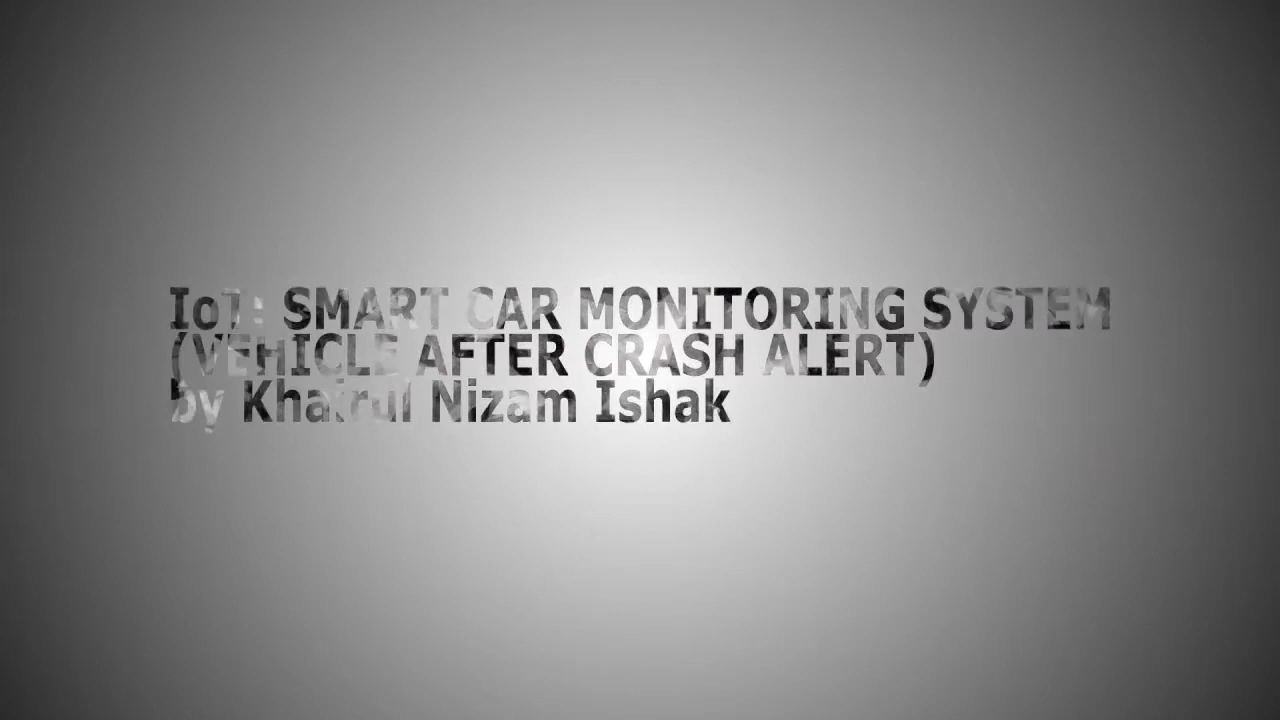 IoT: SMART CAR MONITORING SYSTEM
(VEHICLE AFTER CRASH ALERT)
by Khairul Nizam Ishak